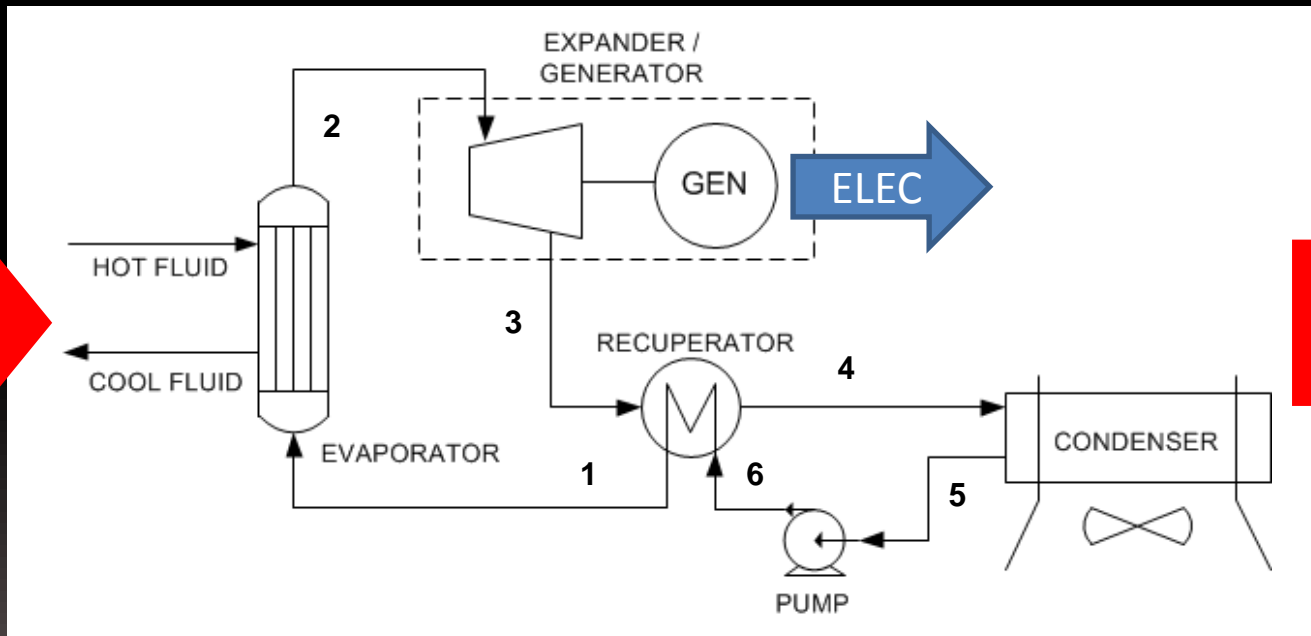 EXPANDER /
GENERATOR
2
GEN
ELEC
HOT FLUID
3
RECUPERATOR
4
COOL FLUID
CONDENSER
EVAPORATOR
1
6
5
PUMP